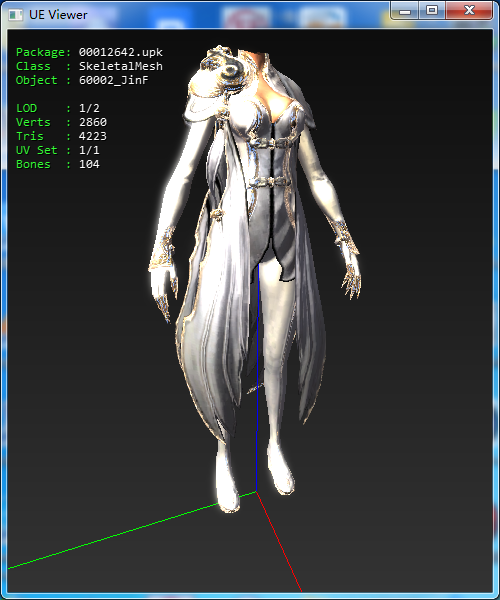 UE Viewer
Package: 00012642.upk
Class : SkeletalMesh
Object : 60002_JinF
LOD : 1/2
Verts : 2860
Tris : 4223
UV Set : 1/1
Bones : 104